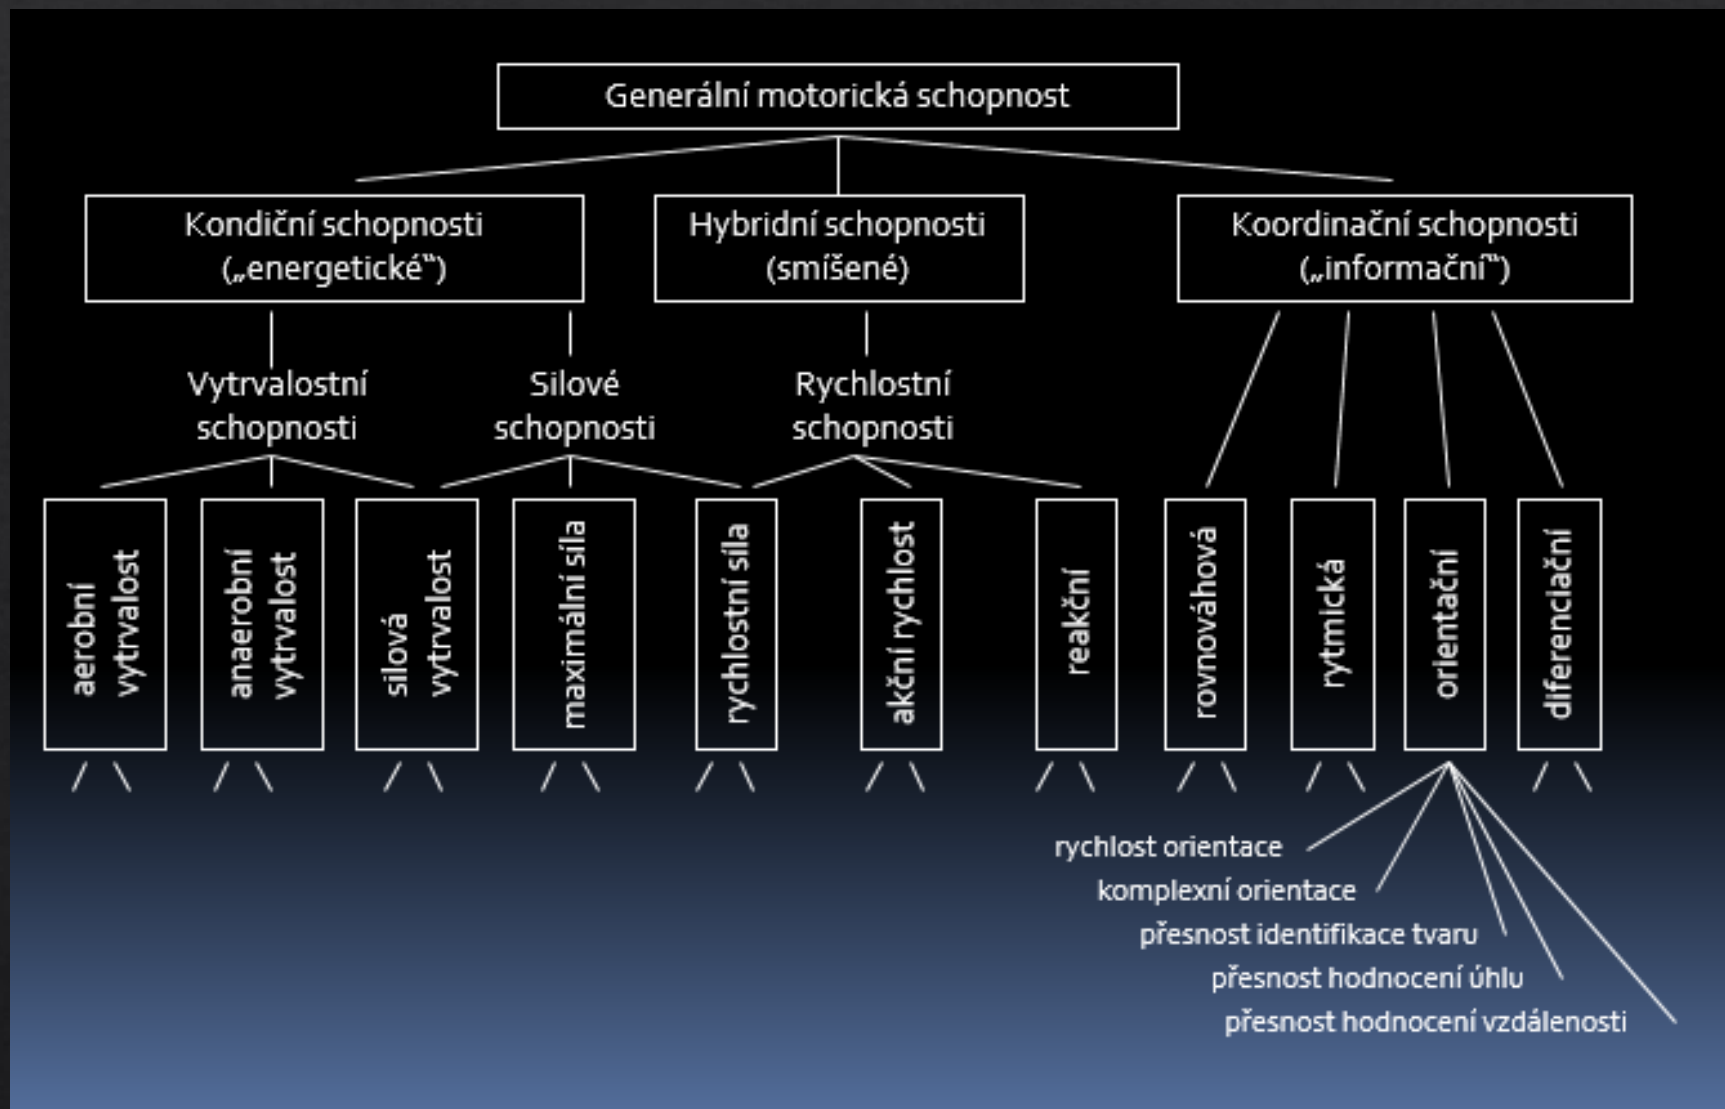 Generální motorická schopnost
Kondiční schopnosti
(„energetické“)
Hybridní schopnosti
(smíšené)
Koordinační schopnosti
(„informační“)
Vytrvalostní
schopnosti
Silové
schopnosti
Rychlostní
schopnosti
aerobní
vytrvalost
anaerobní
vytrvalost
silová
vytrvalost
maximální síla
rychlostní síla
akční rychlost
reakční
rovnováhová
rytmická
orientační
diferenciační
rychlost orientace
komplexní orientace
přesnost identifikace tvaru
přesnost hodnocení úhlu
přesnost hodnocení vzdálenosti